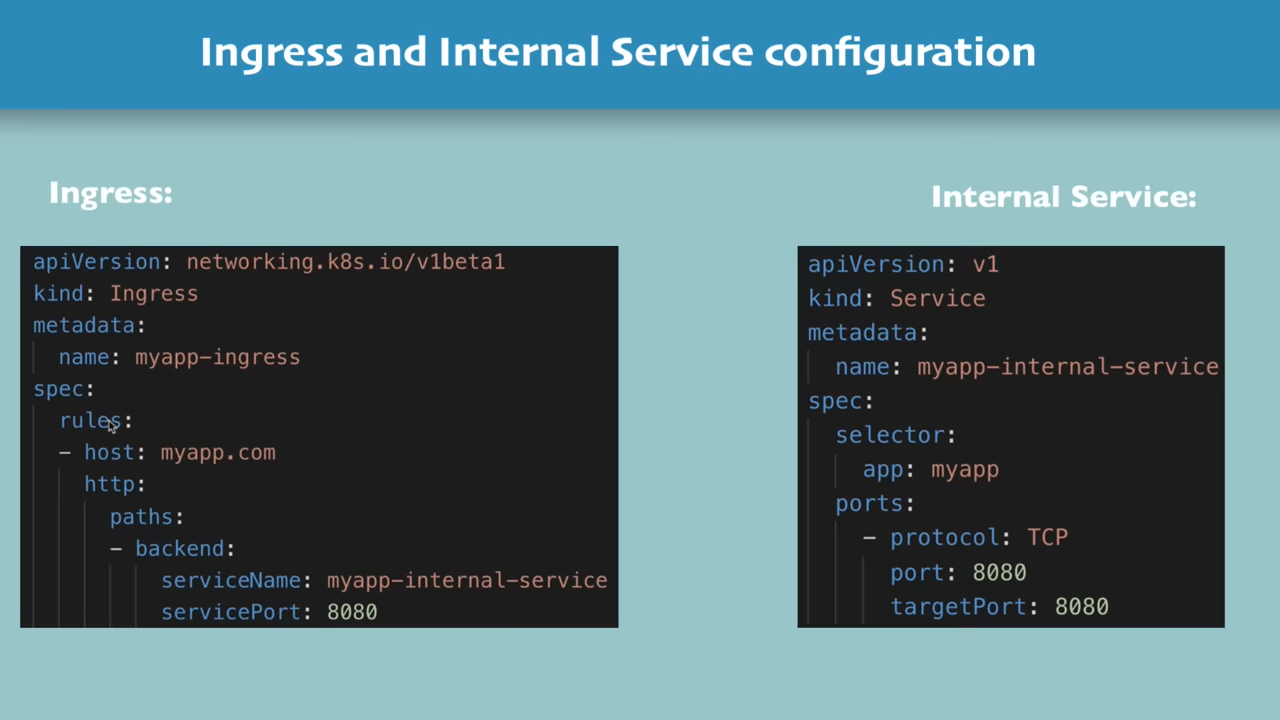 Ingress and Internal Service configuration
Ingress:
apiVersion: networking.k8s.io/v1beta1
kind: Ingress
metadata:
  name: myapp-ingress
spec:
  rules:
  - host: myapp.com
    http:
      paths:
      - backend:
          serviceName: myapp-internal-service
          servicePort: 8080
Internal Service:
apiVersion: v1
kind: Service
metadata:
  name: myapp-internal-service
spec:
  selector:
    app: myapp
  ports:
    - protocol: TCP
      port: 8080
      targetPort: 8080